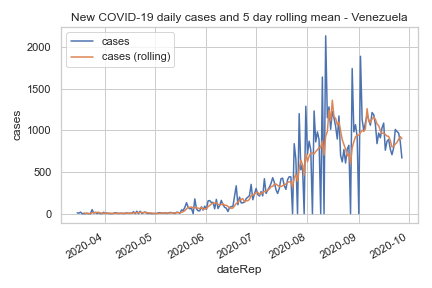 New COVID-19 daily cases and 5 day rolling mean - Venezuela
cases
cases (rolling)
2000
1500
1000
500
0
cases
2020-04
2020-05
2020-06
2020-07
2020-08
2020-09
2020-10
dateRep